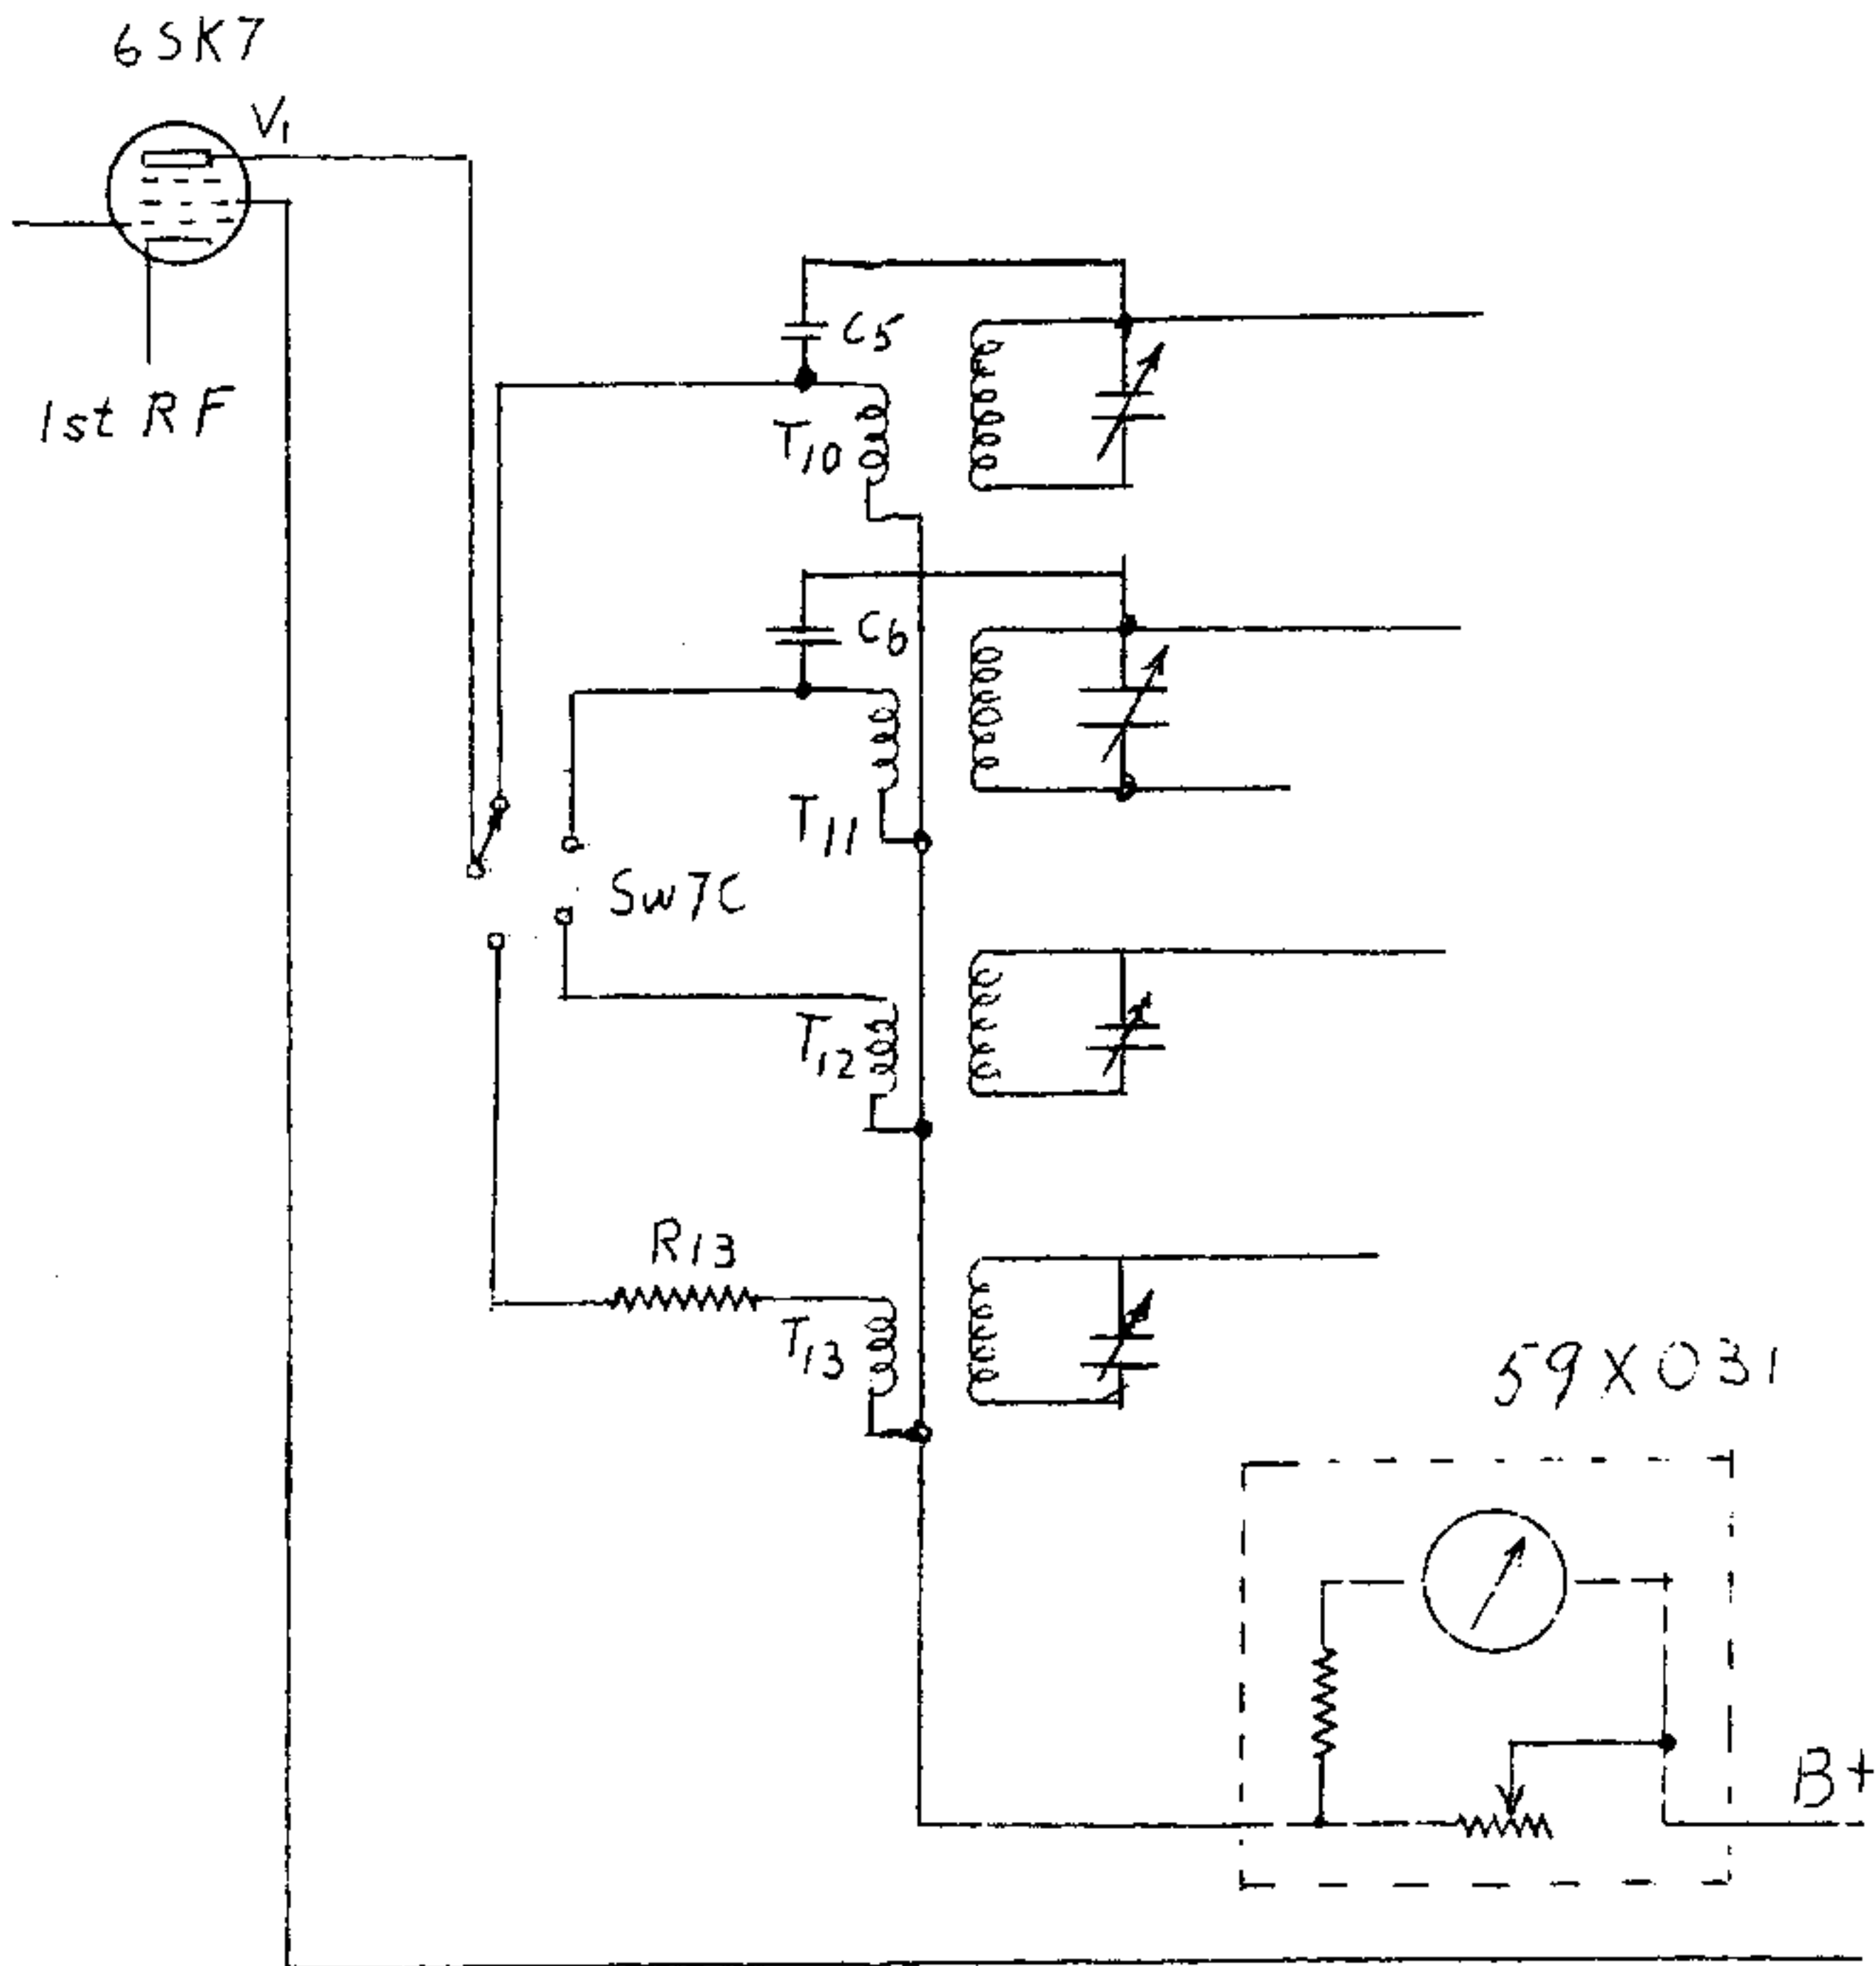 6SK7
V1
1st RF
C5
T10
C6
T11
Sw7C
T12
R13
T13
59X031
B+